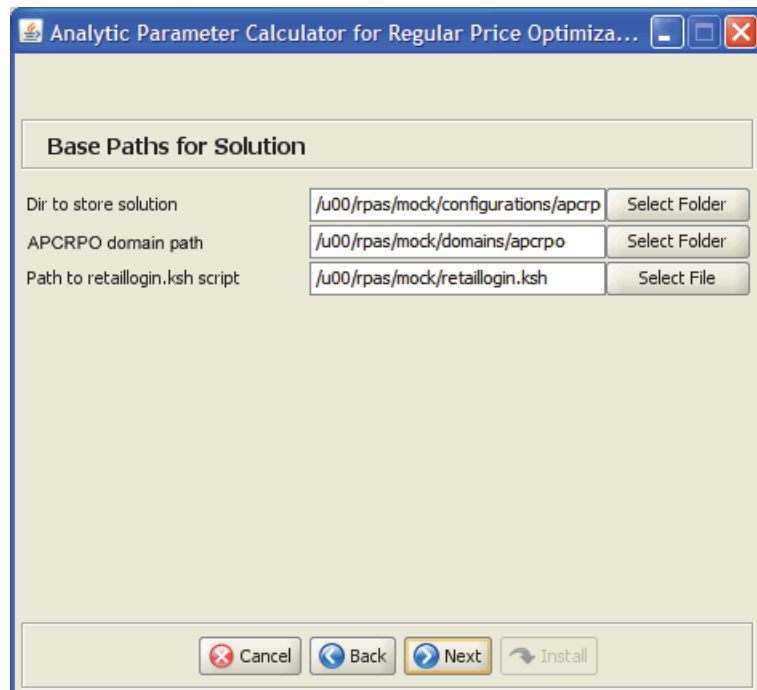 Analytic Parameter Calculator for Regular Price Optimiza...
Base Paths for Solution
Dir to store solution /u00/rpas/mock/configurations/apcrp Select Folder
APCRPO domain path /u00/rpas/mock/domains/apcrpo Select Folder
Path to retaillogin.ksh script /u00/rpas/mock/retaillogin.ksh Select File
Cancel Back Next Install